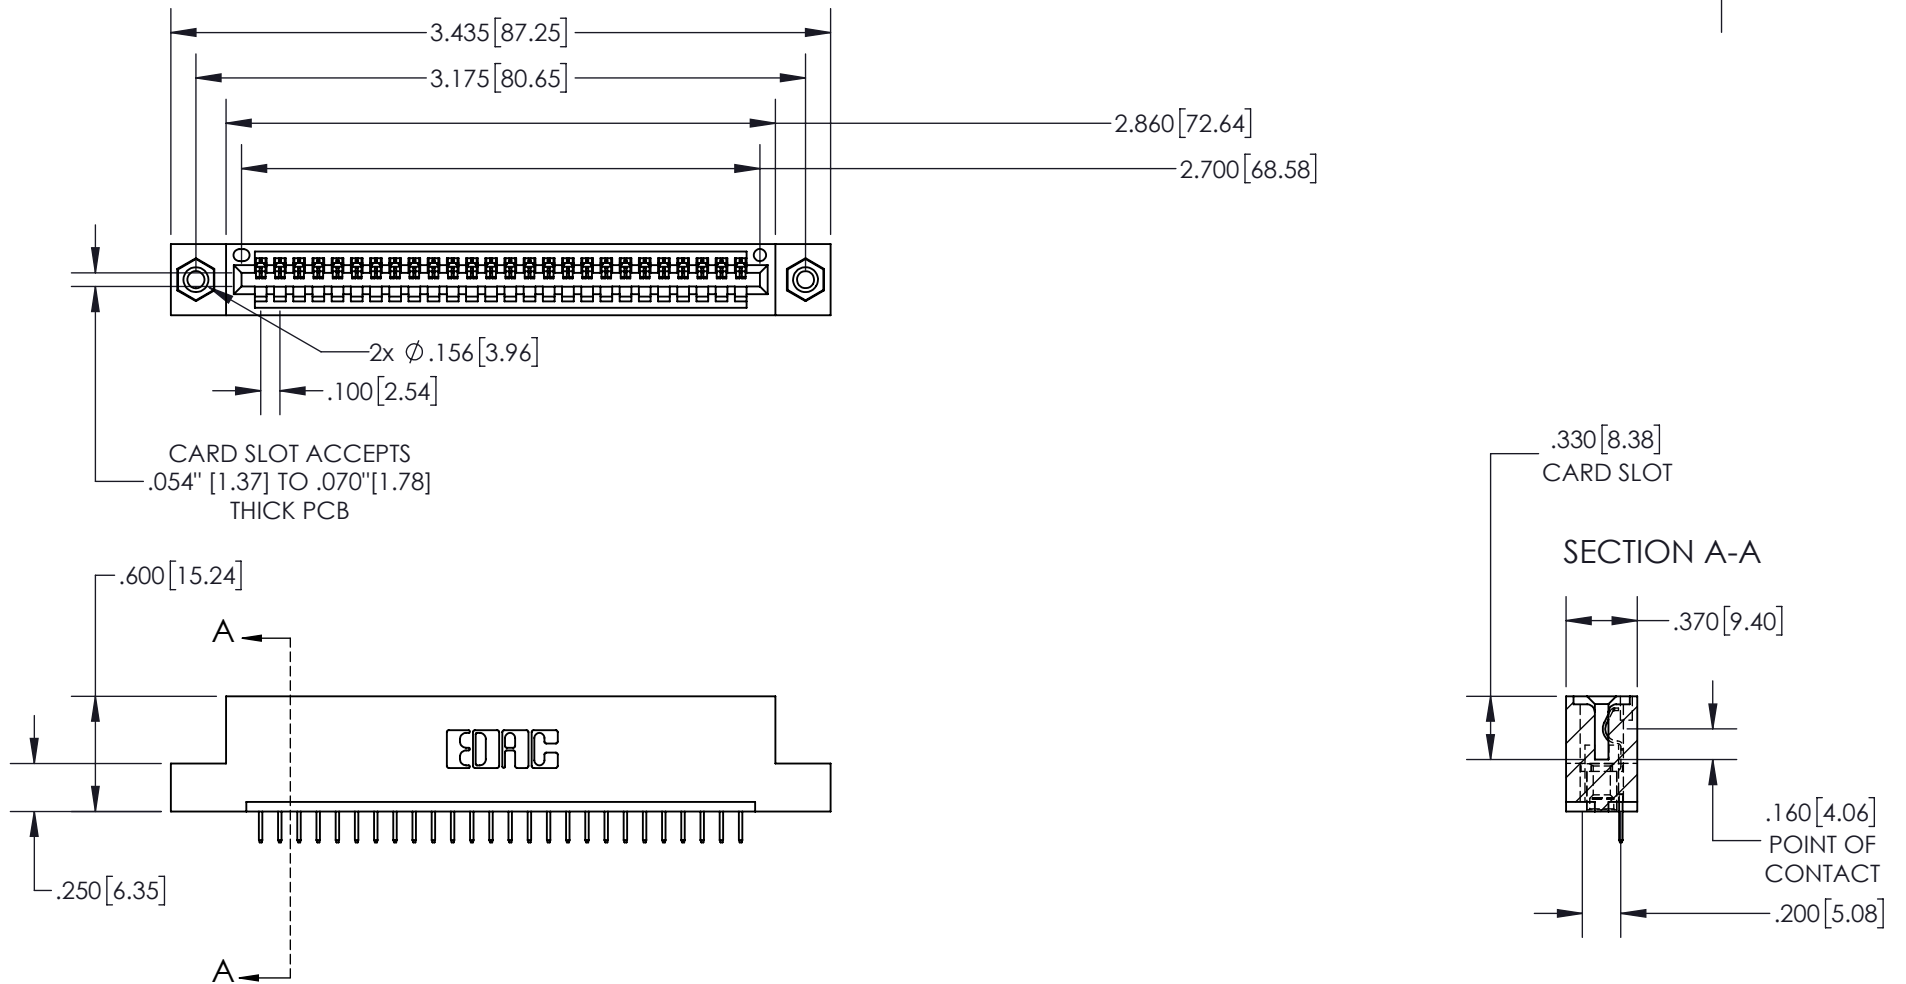 3.435[87.25]
3.175[80.65]
2.860[72.64]
2.700[68.58]
2x Ø.156[3.96]
.100[2.54]
CARD SLOT ACCEPTS
.054" [1.37] TO .070"[1.78]
THICK PCB
.330[8.38]
CARD SLOT
SECTION A-A
.600[15.24]
A
.370[9.40]
EDAC
.160[4.06]
POINT OF
CONTACT
.250[6.35]
.200[5.08]
A